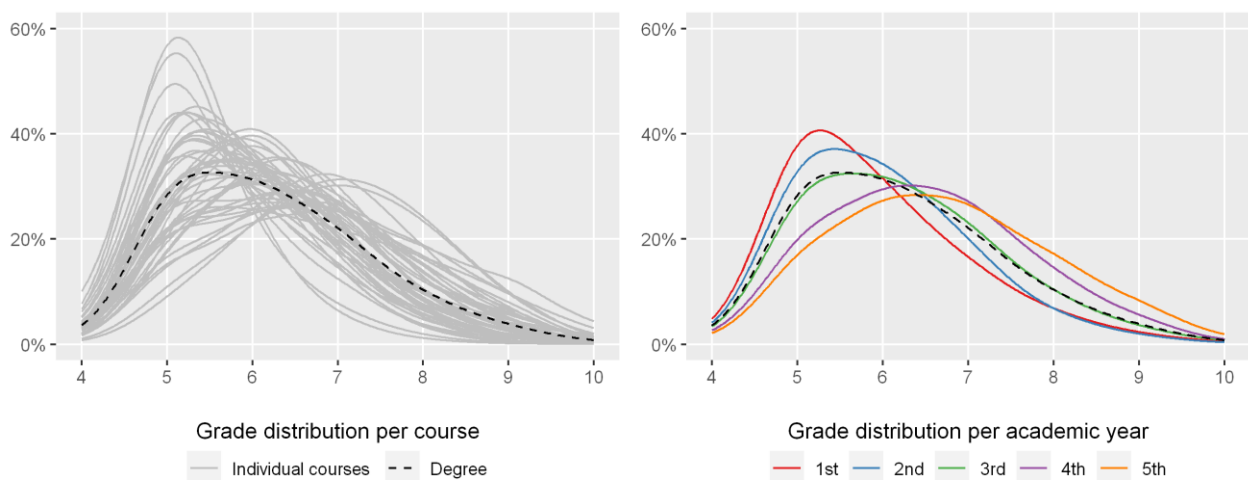 60%
40%
20%
0%
4 5 6 7 8 9 10
Grade distribution per course
Individual courses Degree
60%
40%
20%
0%
4 5 6 7 8 9 10
Grade distribution per academic year
1st 2nd 3rd 4th 5th